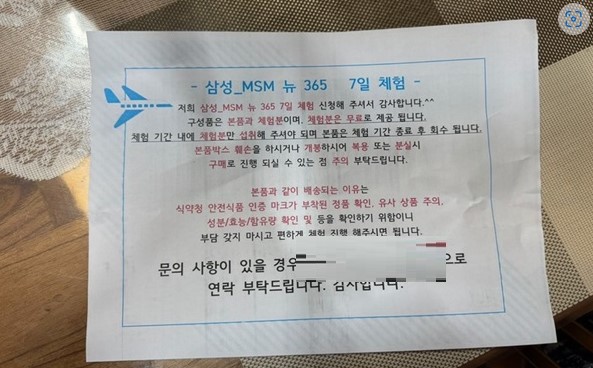 - 삼성_MSM 뉴 365 7일 체험 -
저희 삼성_MSM 뉴 365 7일 체험 신청해 주셔서 감사합니다.^^
구성품은 본품과 체험분이며, 체험분은 무료로 제공 됩니다.
체험 기간 내에 체험분만 섭취해 주셔야 되며 본품은 체험 기간 종료 후 회수 됩니다.
본품박스 훼손을 하시거나 개봉하시어 복용 또는 분실시
구매로 진행 되실 수 있는 점 주의 부탁드립니다.
본품과 같이 배송되는 이유는
식약청 안전식품 인증 마크가 부착된 정품 확인, 유사 상품 주의.
성분/효능/함유량 확인 및 등을 확인하기 위함이니
부담 갖지 마시고 편하게 체험 진행 해주시면 됩니다.
문의 사항이 있을 경우 으로
연락 부탁드립니다. 감사합니다.